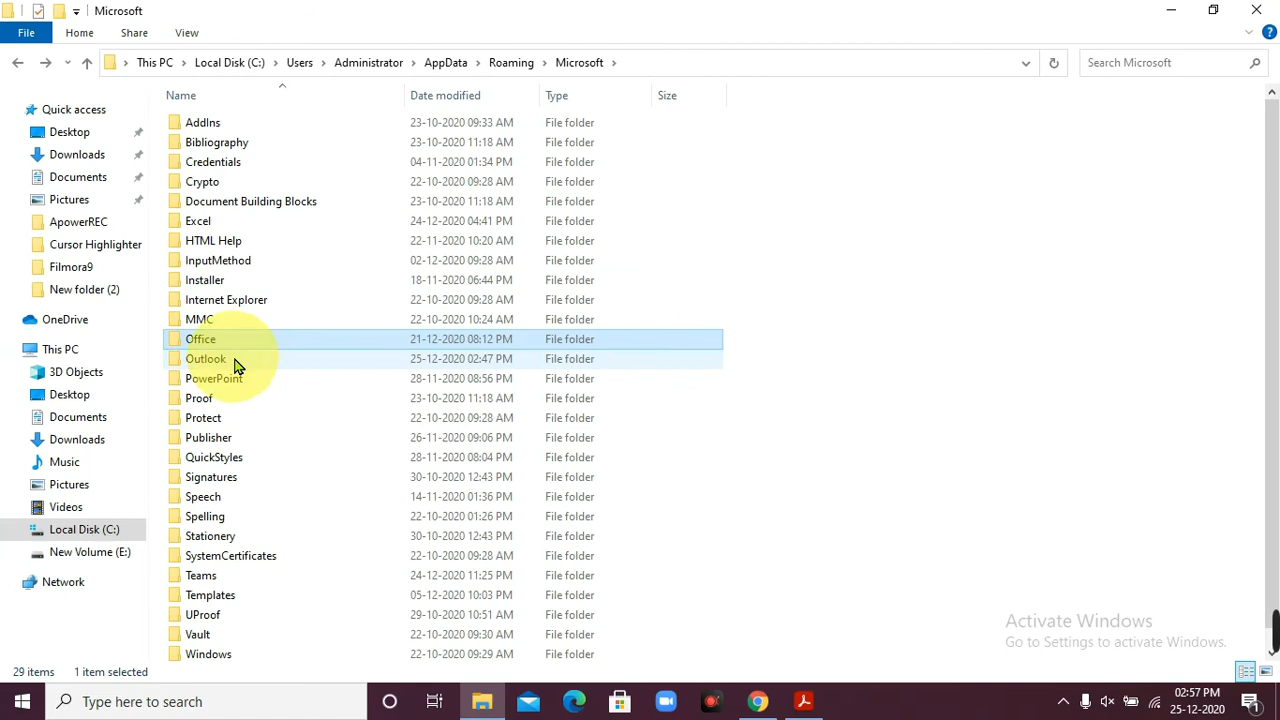 Microsoft
File Home Share View
This PC Local Disk (C:) Users Administrator AppData Roaming Microsoft
Search Microsoft
Name Date modified Type Size
Quick access
Desktop
Downloads
Documents
Pictures
ApowerREC
Cursor Highlighter
Filmora9
New folder (2)
OneDrive
This PC
3D Objects
Desktop
Documents
Downloads
Music
Pictures
Videos
Local Disk (C:)
New Volume (E:)
Network
AddIns 23-10-2020 09:33 AM File folder
Bibliography 23-10-2020 11:18 AM File folder
Credentials 04-11-2020 01:34 PM File folder
Crypto 22-10-2020 09:28 AM File folder
Document Building Blocks 23-10-2020 11:18 AM File folder
Excel 24-12-2020 04:41 PM File folder
HTML Help 22-11-2020 10:20 AM File folder
InputMethod 02-12-2020 09:28 AM File folder
Installer 18-11-2020 06:44 PM File folder
Internet Explorer 22-10-2020 09:28 AM File folder
MMC 22-10-2020 10:24 AM File folder
Office 21-12-2020 08:12 PM File folder
Outlook 25-12-2020 02:47 PM File folder
PowerPoint 28-11-2020 08:56 PM File folder
Proof 23-10-2020 11:18 AM File folder
Protect 22-10-2020 09:28 AM File folder
Publisher 26-11-2020 09:06 PM File folder
QuickStyles 28-11-2020 08:04 PM File folder
Signatures 30-10-2020 12:43 PM File folder
Speech 14-11-2020 01:36 PM File folder
Spelling 22-10-2020 01:26 PM File folder
Stationery 30-10-2020 12:43 PM File folder
SystemCertificates 22-10-2020 09:28 AM File folder
Teams 24-12-2020 11:25 PM File folder
Templates 05-12-2020 10:03 PM File folder
UProof 29-10-2020 10:51 AM File folder
Vault 22-10-2020 09:30 AM File folder
Windows 22-10-2020 09:29 AM File folder
Activate Windows
Go to Settings to activate Windows.
29 items 1 item selected
Type here to search
02:57 PM
25-12-2020
1